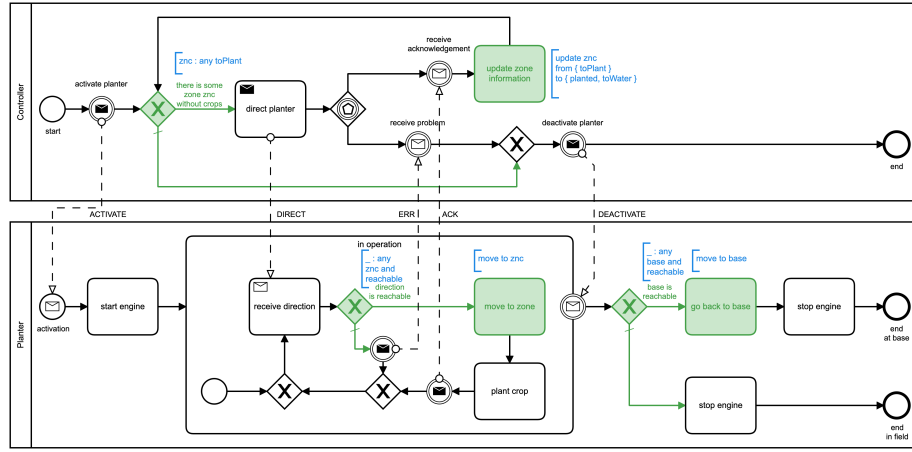 Controller
start
activate planter
znc : any toPlant
there is some
zone znc
without crops
direct planter
receive
acknowledgement
update zone
information
update znc
from { toPlant }
to { planted, toWater }
receive problem
deactivate planter
end
ACTIVATE
DIRECT
ERR
ACK
DEACTIVATE
Planter
activation
start engine
in operation
receive direction
_ : any
znc and
reachable
direction
is reachable
move to znc
move to zone
plant crop
_ : any
base and
reachable
base is
reachable
move to base
go back to base
stop engine
end
at base
stop engine
end
in field